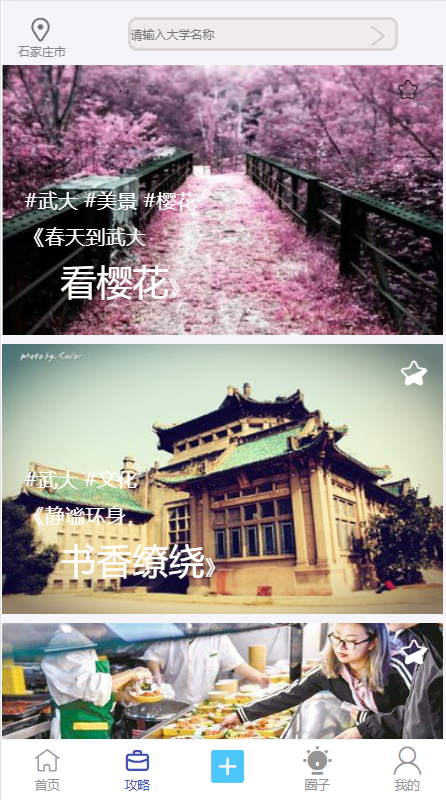 石家庄市
请输入大学名称
#武大 #美景 #樱花
《春天到武大
看樱花》
photo by. Sailor
#武大 #文化
《静谧环身，
书香缭绕》
首页
攻略
圈子
我的